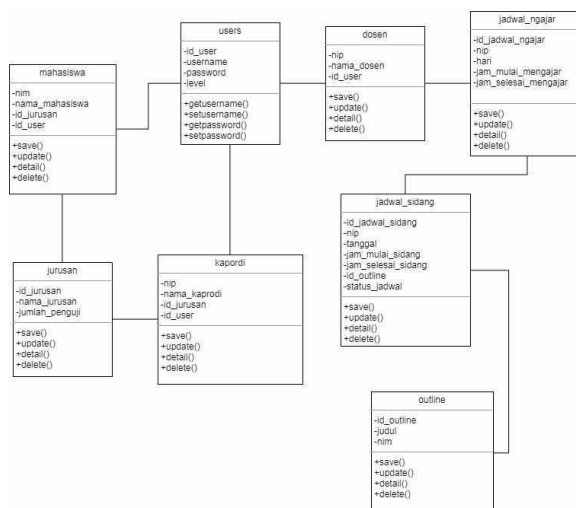 users
-id_user
-username
-password
-level
+getusername()
+setusername()
+getpassword()
+setpassword()
dosen
-nip
-nama_dosen
-id_user
+save()
+update()
+detail()
+delete()
jadwal_ngajar
-id_jadwal_ngajar
-nip
-hari
-jam_mulai_mengajar
-jam_selesai_mengajar
+save()
+update()
+detail()
+delete()
mahasiswa
-nim
-nama_mahasiswa
-id_jurusan
-id_user
+save()
+update()
+detail()
+delete()
jadwal_sidang
-id_jadwal_sidang
-nip
-tanggal
-jam_mulai_sidang
-jam_selesai_sidang
-id_outline
-status_jadwal
+save()
+update()
+detail()
+delete()
jurusan
-id_jurusan
-nama_jurusan
-jumlah_penguji
+save()
+update()
+detail()
+delete()
kapordi
-nip
-nama_kaprodi
-id_jurusan
-id_user
+save()
+update()
+detail()
+delete()
outline
-id_outline
-judul
-nim
+save()
+update()
+detail()
+delete()